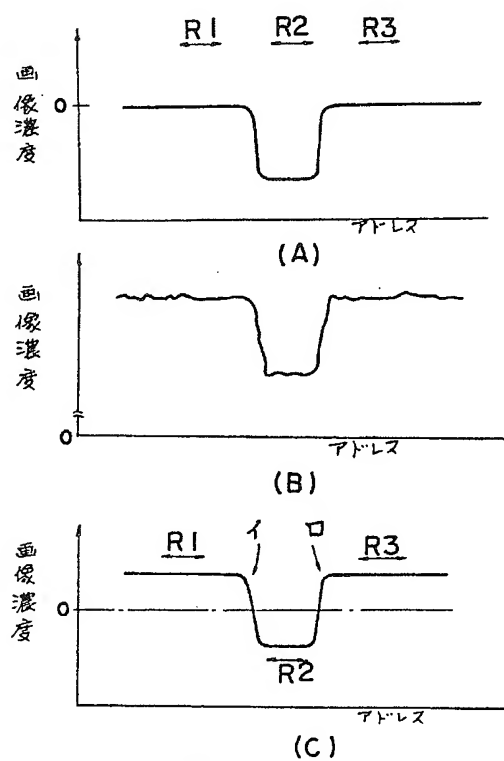 R1 R2 R3
画像濃度
0
アドレス
(A)
画像濃度
0
アドレス
(B)
イ ロ
R1 R3
画像濃度
0
R2
アドレス
(C)